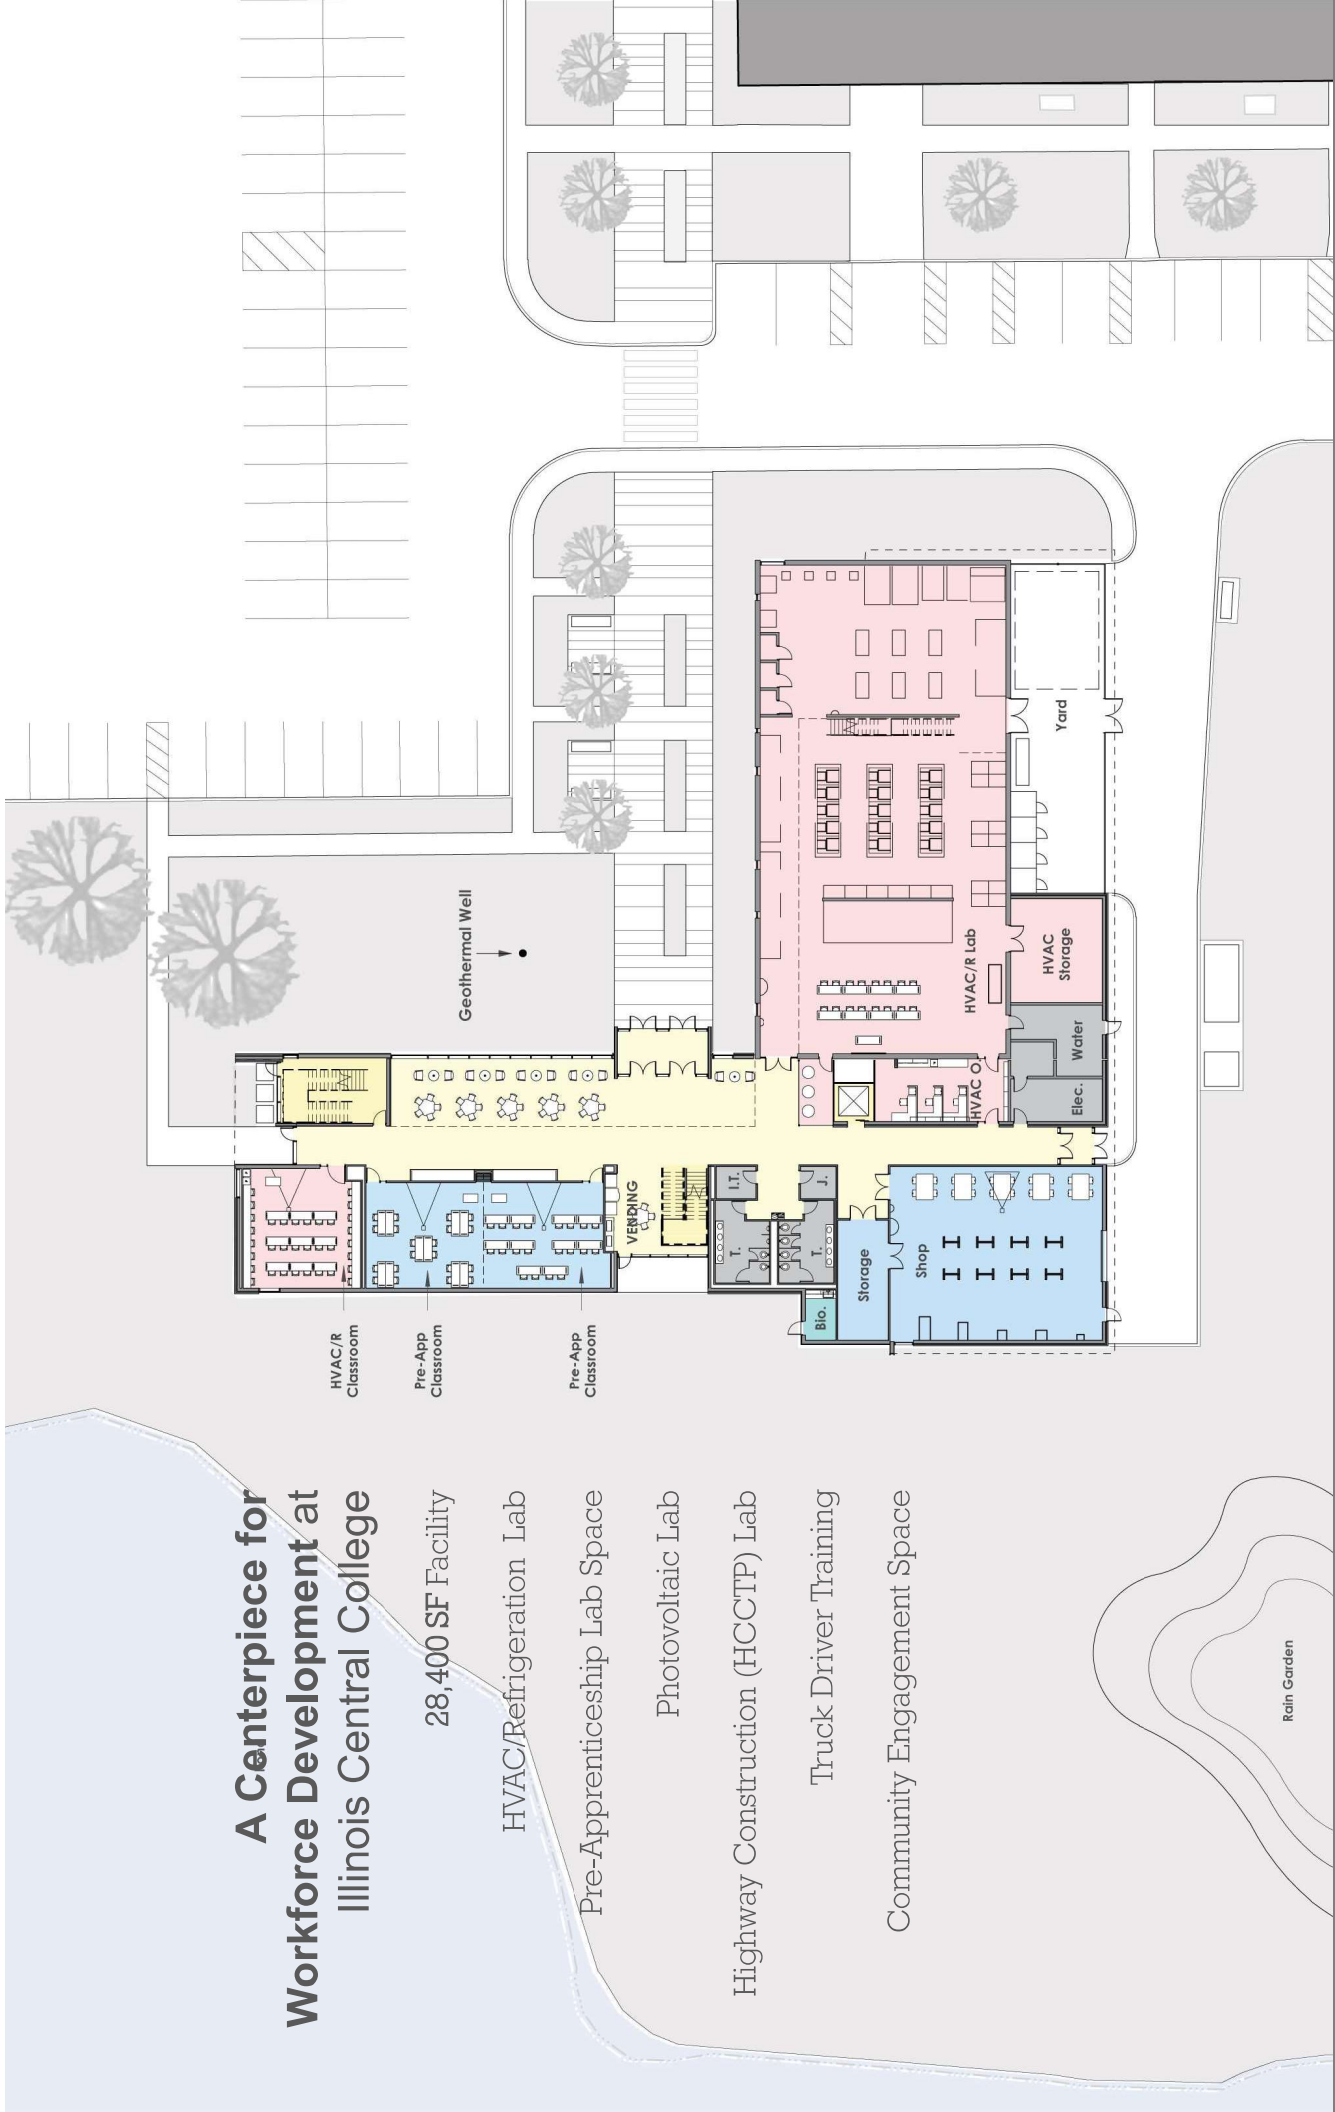 A Centerpiece for
Workforce Development at
Illinois Central College
28,400 SF Facility
HVAC/Refrigeration Lab
Pre-Apprenticeship Lab Space
Photovoltaic Lab
Highway Construction (HCCTP) Lab
Truck Driver Training
Community Engagement Space
HVAC/R
Classroom
Pre-App
Classroom
Pre-App
Classroom
Geothermal Well
VENDING
I.T.
J.
T.
T.
Bio.
Storage
Shop
HVAC O.
Elec.
Water
HVAC/R Lab
HVAC
Storage
Yard
Rain Garden